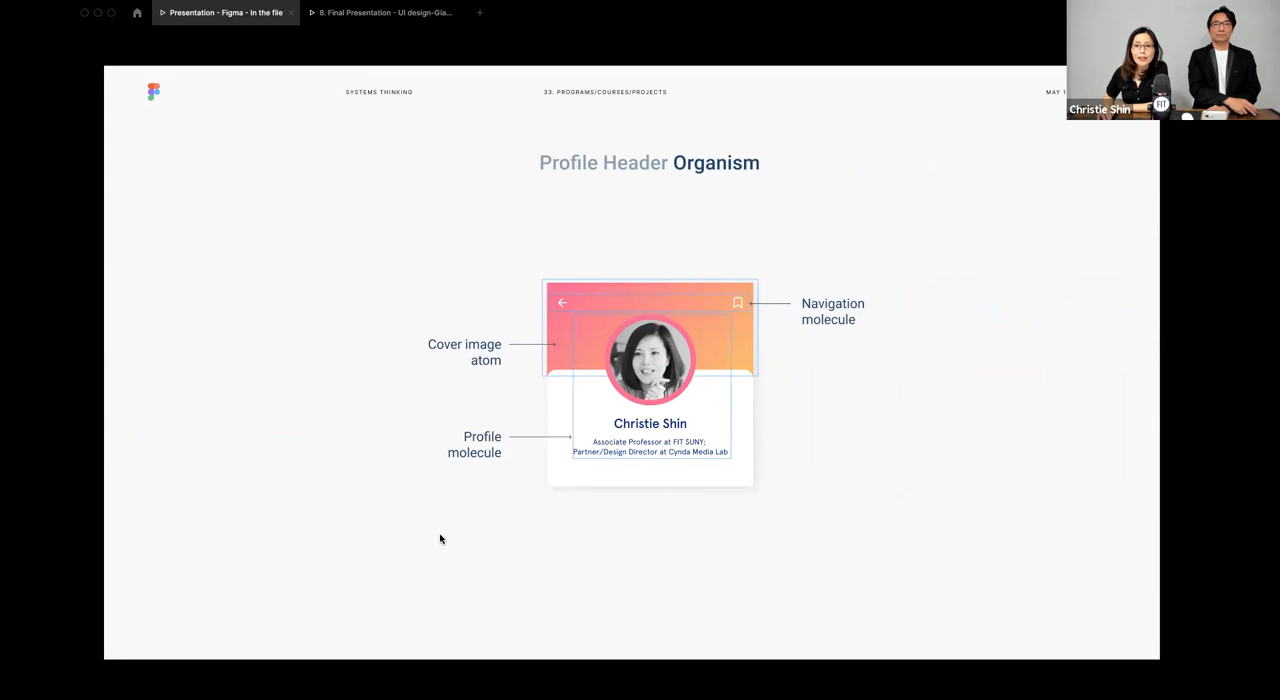 Presentation - Figma - In the file
8. Final Presentation - UI design-Gia...
SYSTEMS THINKING
33. PROGRAMS/COURSES/PROJECTS
MAY 1
Christie Shin
FIT
Profile Header Organism
Navigation
molecule
Cover image
atom
Profile
molecule
Christie Shin
Associate Professor at FIT SUNY;
Partner/Design Director at Cynda Media Lab